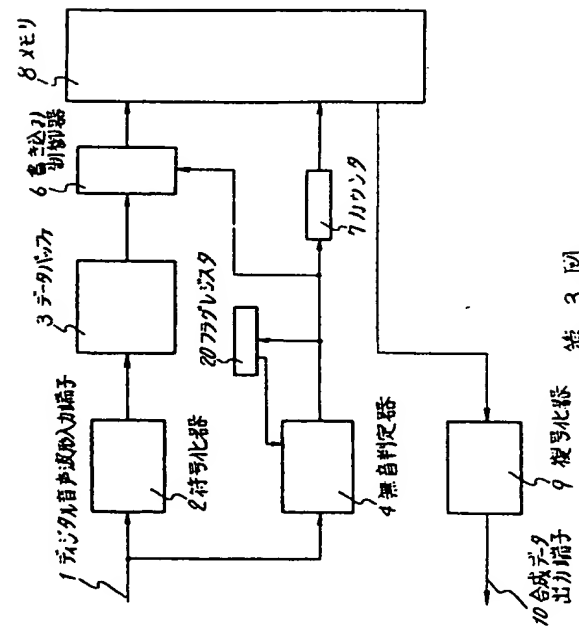 1 ディジタル音声波形入力端子
2 符号化器
3 データバッファ
4 無音判定器
20 フラグレジスタ
6 書き込み
制御器
7 カウンタ
8 メモリ
9 復号化器
10 合成データ
出力端子
第 3 図